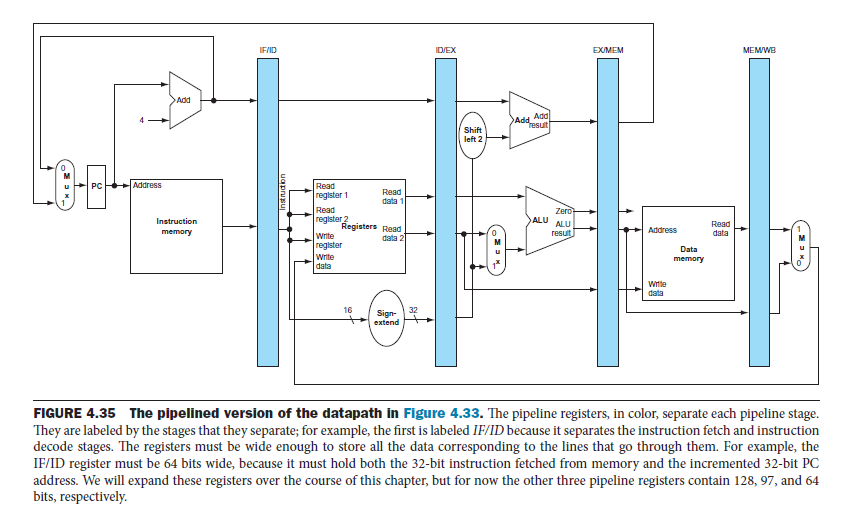 IF/ID
ID/EX
EX/MEM
MEM/WB
Add
4
Add Add
result
Shift
left 2
0
M
u
x
1
PC
Address
Instruction
memory
Instruction
Read
register 1
Read
data 1
Read
register 2
Registers
Write
register
Read
data 2
Write
data
0
M
u
x
1
Zero
ALU
ALU
result
Address
Read
data
Data
memory
Write
data
1
M
u
x
0
16
Sign-
extend
32
FIGURE 4.35 The pipelined version of the datapath in Figure 4.33. The pipeline registers, in color, separate each pipeline stage.
They are labeled by the stages that they separate; for example, the first is labeled IF/ID because it separates the instruction fetch and instruction
decode stages. The registers must be wide enough to store all the data corresponding to the lines that go through them. For example, the
IF/ID register must be 64 bits wide, because it must hold both the 32-bit instruction fetched from memory and the incremented 32-bit PC
address. We will expand these registers over the course of this chapter, but for now the other three pipeline registers contain 128, 97, and 64
bits, respectively.